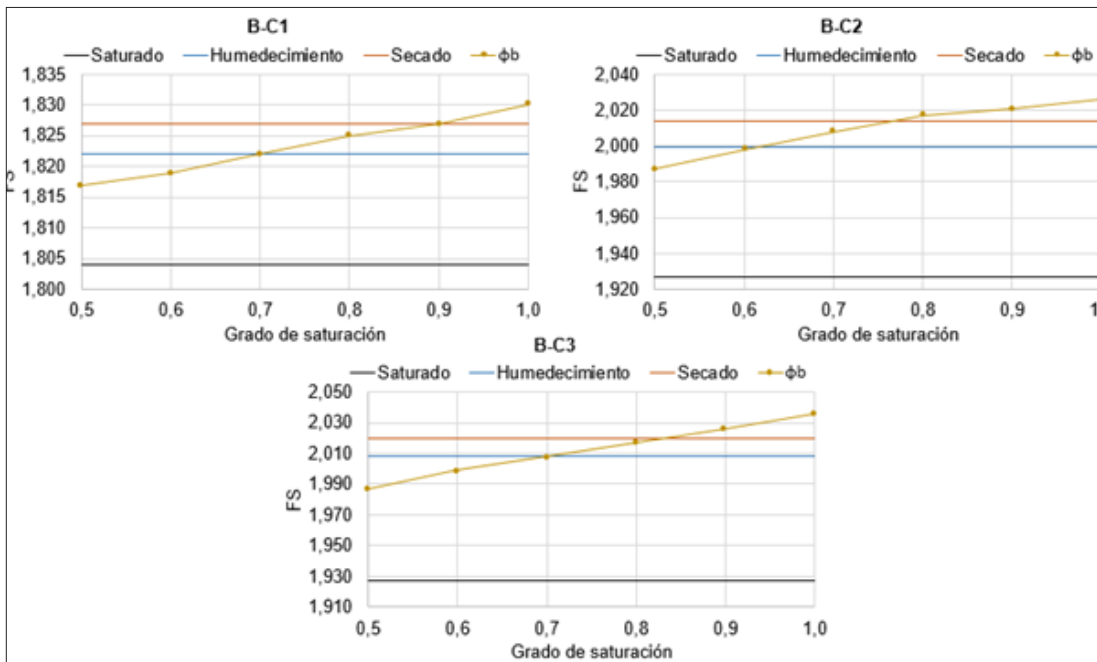 B-C1
Saturado Humedecimiento Secado ϕb
1,835
1,830
1,825
1,820
1,815
1,810
1,805
1,800
FS
0,5 0,6 0,7 0,8 0,9 1,0
Grado de saturación
B-C2
Saturado Humedecimiento Secado ϕb
2,040
2,020
2,000
1,980
1,960
1,940
1,920
FS
0,5 0,6 0,7 0,8 0,9 1
Grado de saturación
B-C3
Saturado Humedecimiento Secado ϕb
2,050
2,030
2,010
1,990
1,970
1,950
1,930
1,910
FS
0,5 0,6 0,7 0,8 0,9 1,0
Grado de saturación